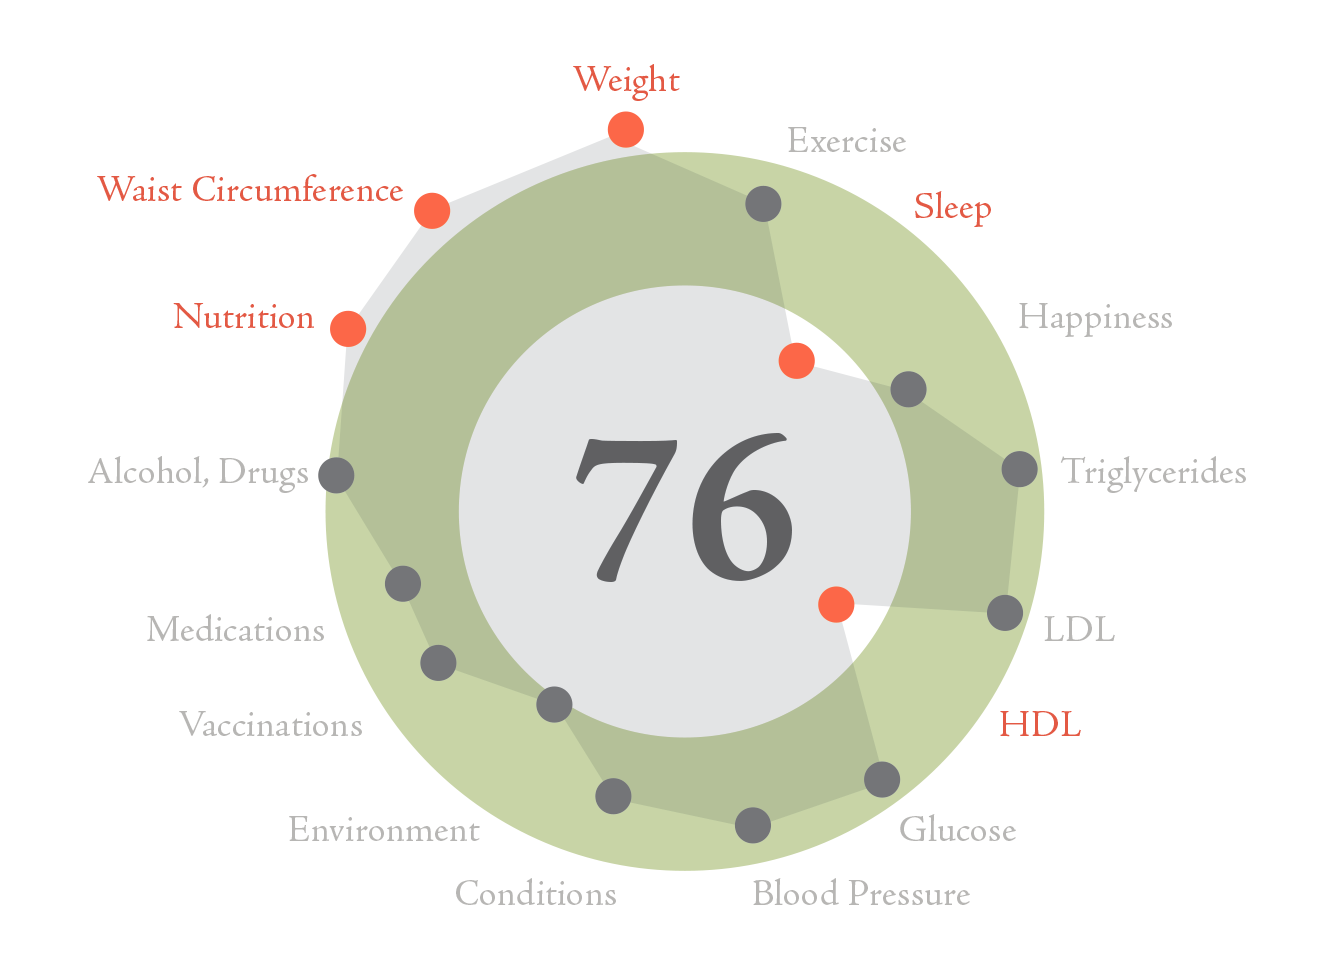 Weight
Exercise
Waist Circumference
Sleep
Nutrition
Happiness
Alcohol, Drugs
Triglycerides
76
Medications
LDL
Vaccinations
HDL
Environment
Glucose
Conditions
Blood Pressure